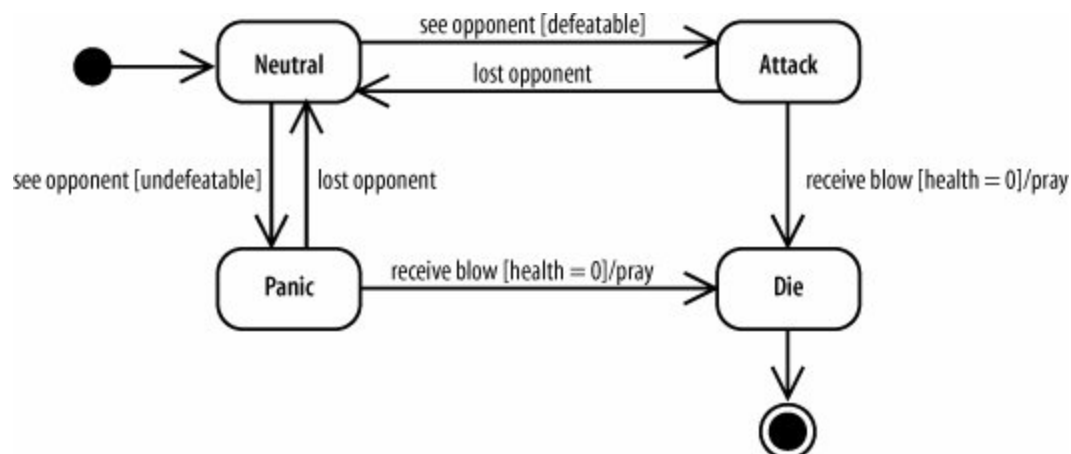 see opponent [defeatable]
Neutral
Attack
lost opponent
see opponent [undefeatable]
lost opponent
receive blow [health = 0]/pray
receive blow [health = 0]/pray
Panic
Die